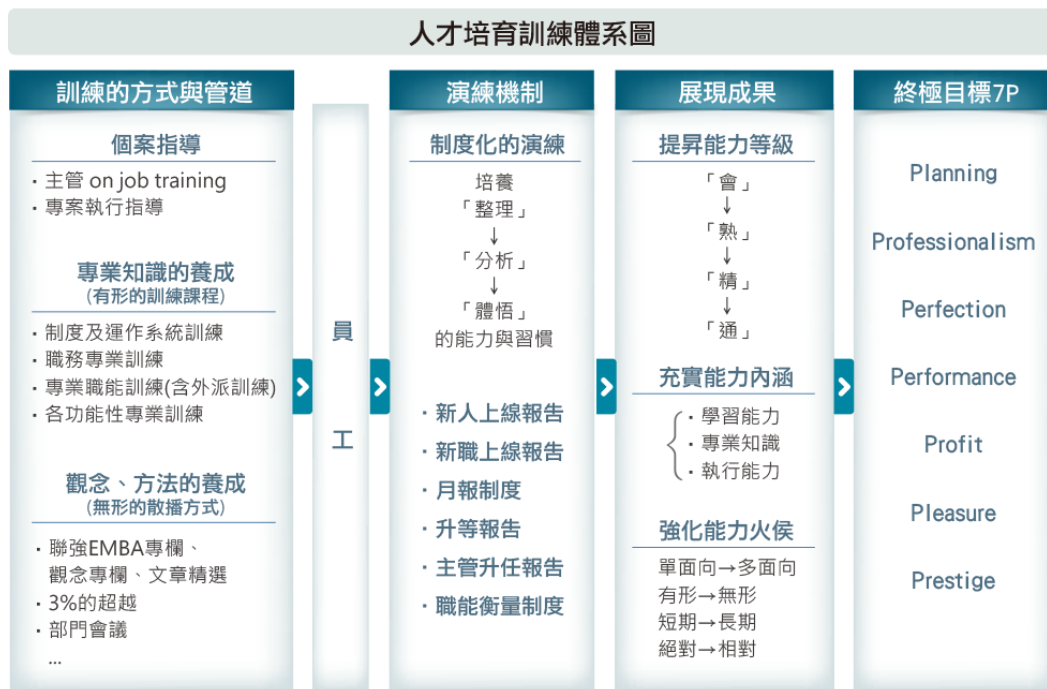 人才培育訓練體系圖
訓練的方式與管道
個案指導
・主管 on job training
・專案執行指導
專業知識的養成
(有形的訓練課程)
・制度及運作系統訓練
・職務專業訓練
・專業職能訓練(含外派訓練)
・各功能性專業訓練
觀念、方法的養成
(無形的散播方式)
・聯強EMBA專欄、
觀念專欄、文章精選
・3%的超越
・部門會議
...
員
工
演練機制
制度化的演練
培養
「整理」
↓
「分析」
↓
「體悟」
的能力與習慣
・新人上線報告
・新職上線報告
・月報制度
・升等報告
・主管升任報告
・職能衡量制度
展現成果
提昇能力等級
「會」
↓
「熟」
↓
「精」
↓
「通」
充實能力內涵
・學習能力
・專業知識
・執行能力
強化能力火侯
單面向→多面向
有形→無形
短期→長期
絕對→相對
終極目標7P
Planning
Professionalism
Perfection
Performance
Profit
Pleasure
Prestige